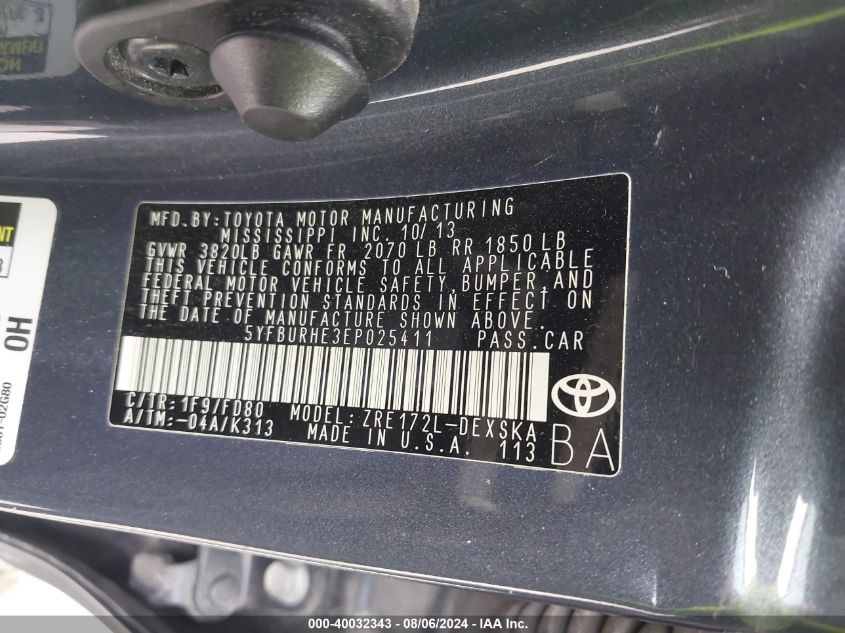 MFD. BY: TOYOTA MOTOR MANUFACTURING
MISSISSIPPI INC. 10/13
GVWR 3820LB GAWR FR 2070 LB RR 1850 LB
THIS VEHICLE CONFORMS TO ALL APPLICABLE
FEDERAL MOTOR VEHICLE SAFETY, BUMPER, AND
THEFT PREVENTION STANDARDS IN EFFECT ON
THE DATE OF MANUFACTURE SHOWN ABOVE.
5YFBURHE3EP025411 PASS. CAR
C/TR: 1F9/FD80 MODEL: ZRE172L-DEXSKA
A/TM: -04A/K313 MADE IN U.S.A. 113
BA
OH
000-40032343 - 08/06/2024 - IAAI.com